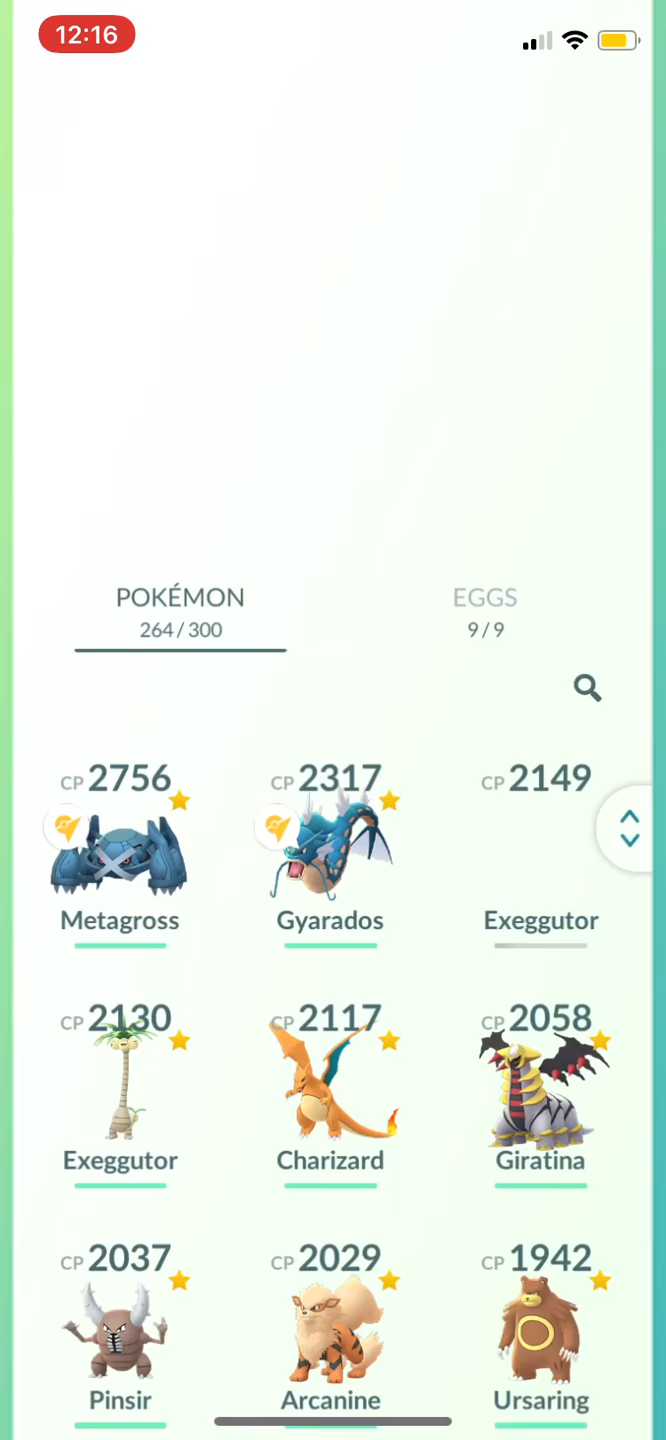 12:16
POKÉMON EGGS
264 / 300 9 / 9
CP 2756 CP 2317 CP 2149
Metagross Gyarados Exeggutor
CP 2130 CP 2117 CP 2058
Exeggutor Charizard Giratina
CP 2037 CP 2029 CP 1942
Pinsir Arcanine Ursaring